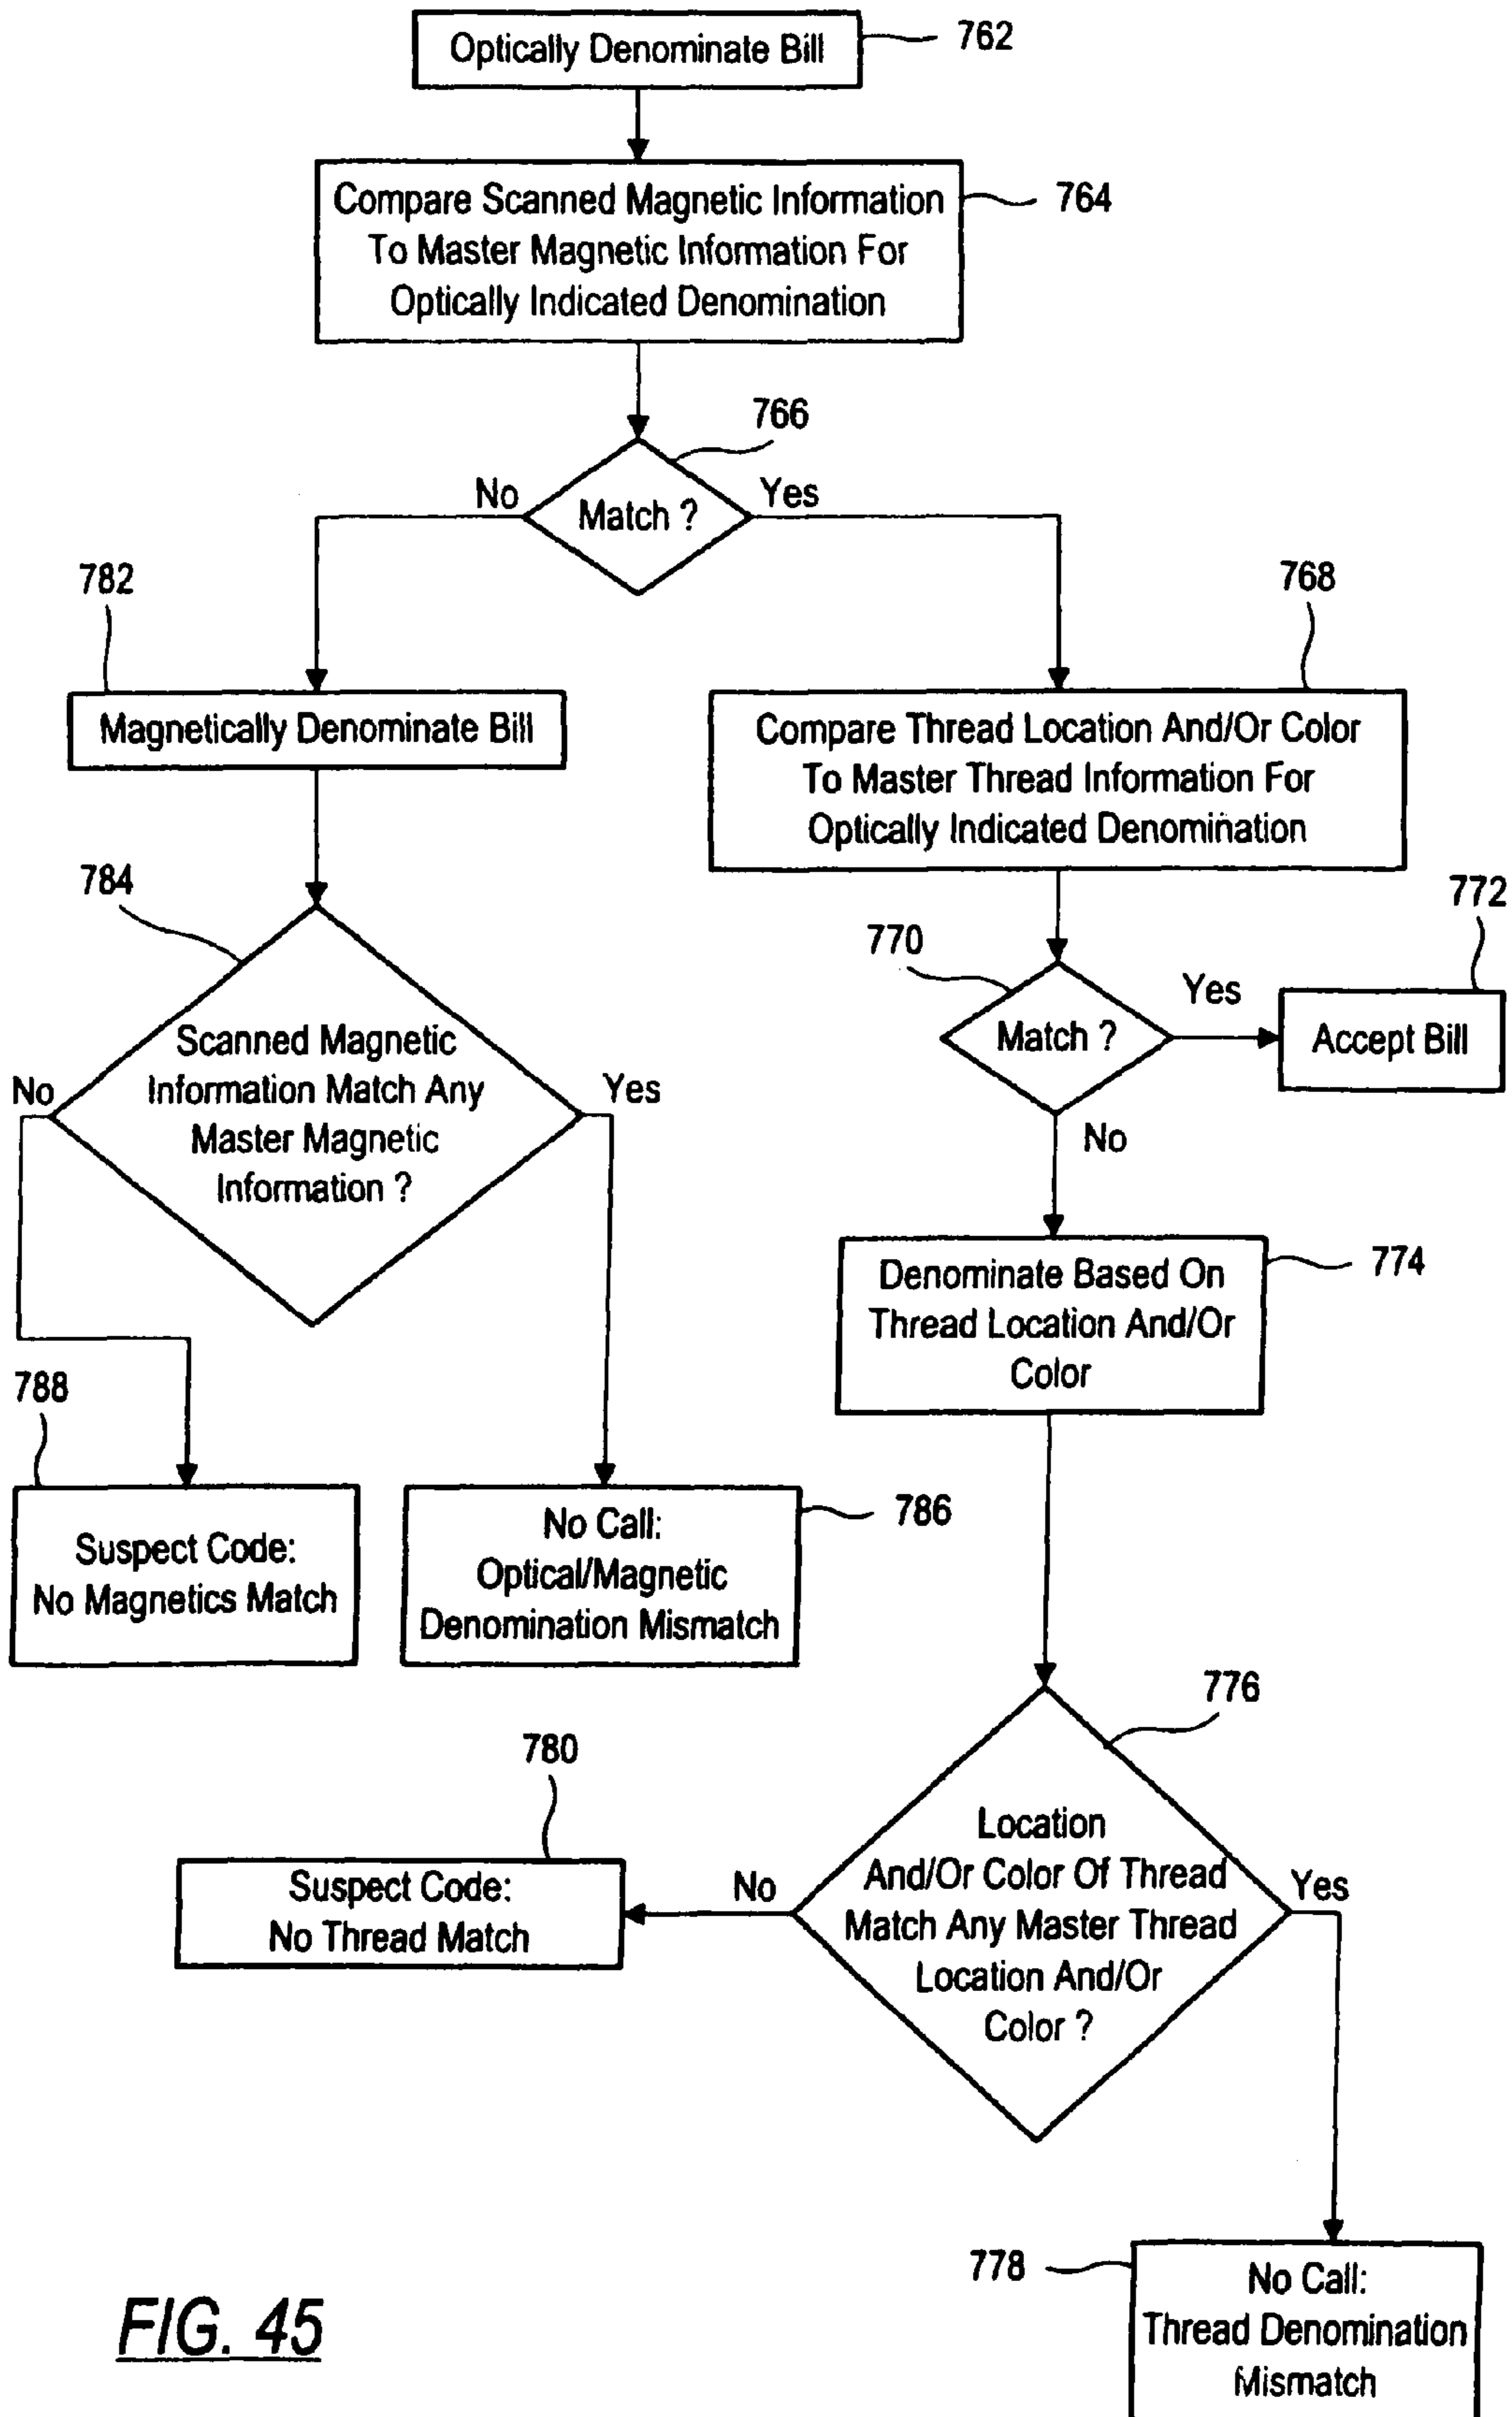 Optically Denominate Bill
762
Compare Scanned Magnetic Information
To Master Magnetic Information For
Optically Indicated Denomination
764
766
No
Match ?
Yes
782
768
Magnetically Denominate Bill
Compare Thread Location And/Or Color
To Master Thread Information For
Optically Indicated Denomination
784
772
770
Scanned Magnetic
Information Match Any
Master Magnetic
Information ?
No
Yes
Match ?
Yes
Accept Bill
No
Denominate Based On
Thread Location And/Or
Color
774
788
Suspect Code:
No Magnetics Match
No Call:
Optical/Magnetic
Denomination Mismatch
786
776
780
Suspect Code:
No Thread Match
No
Location
And/Or Color Of Thread
Match Any Master Thread
Location And/Or
Color ?
Yes
778
No Call:
Thread Denomination
Mismatch
FIG. 45